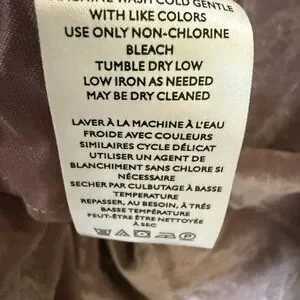 MACHINE WASH COLD GENTLE
WITH LIKE COLORS
USE ONLY NON-CHLORINE
BLEACH
TUMBLE DRY LOW
LOW IRON AS NEEDED
MAY BE DRY CLEANED
LAVER À LA MACHINE À L'EAU
FROIDE AVEC COULEURS
SIMILAIRES CYCLE DÉLICAT
UTILISER UN AGENT DE
BLANCHIMENT SANS CHLORE SI
NÉCESSAIRE
SECHER PAR CULBUTAGE À BASSE
TEMPERATURE
REPASSER, AU BESOIN, À TRÉS
BASSE TEMPÉRATURE
PEUT-ÊTRE ÊTRE NETTOYÉE
À SEC